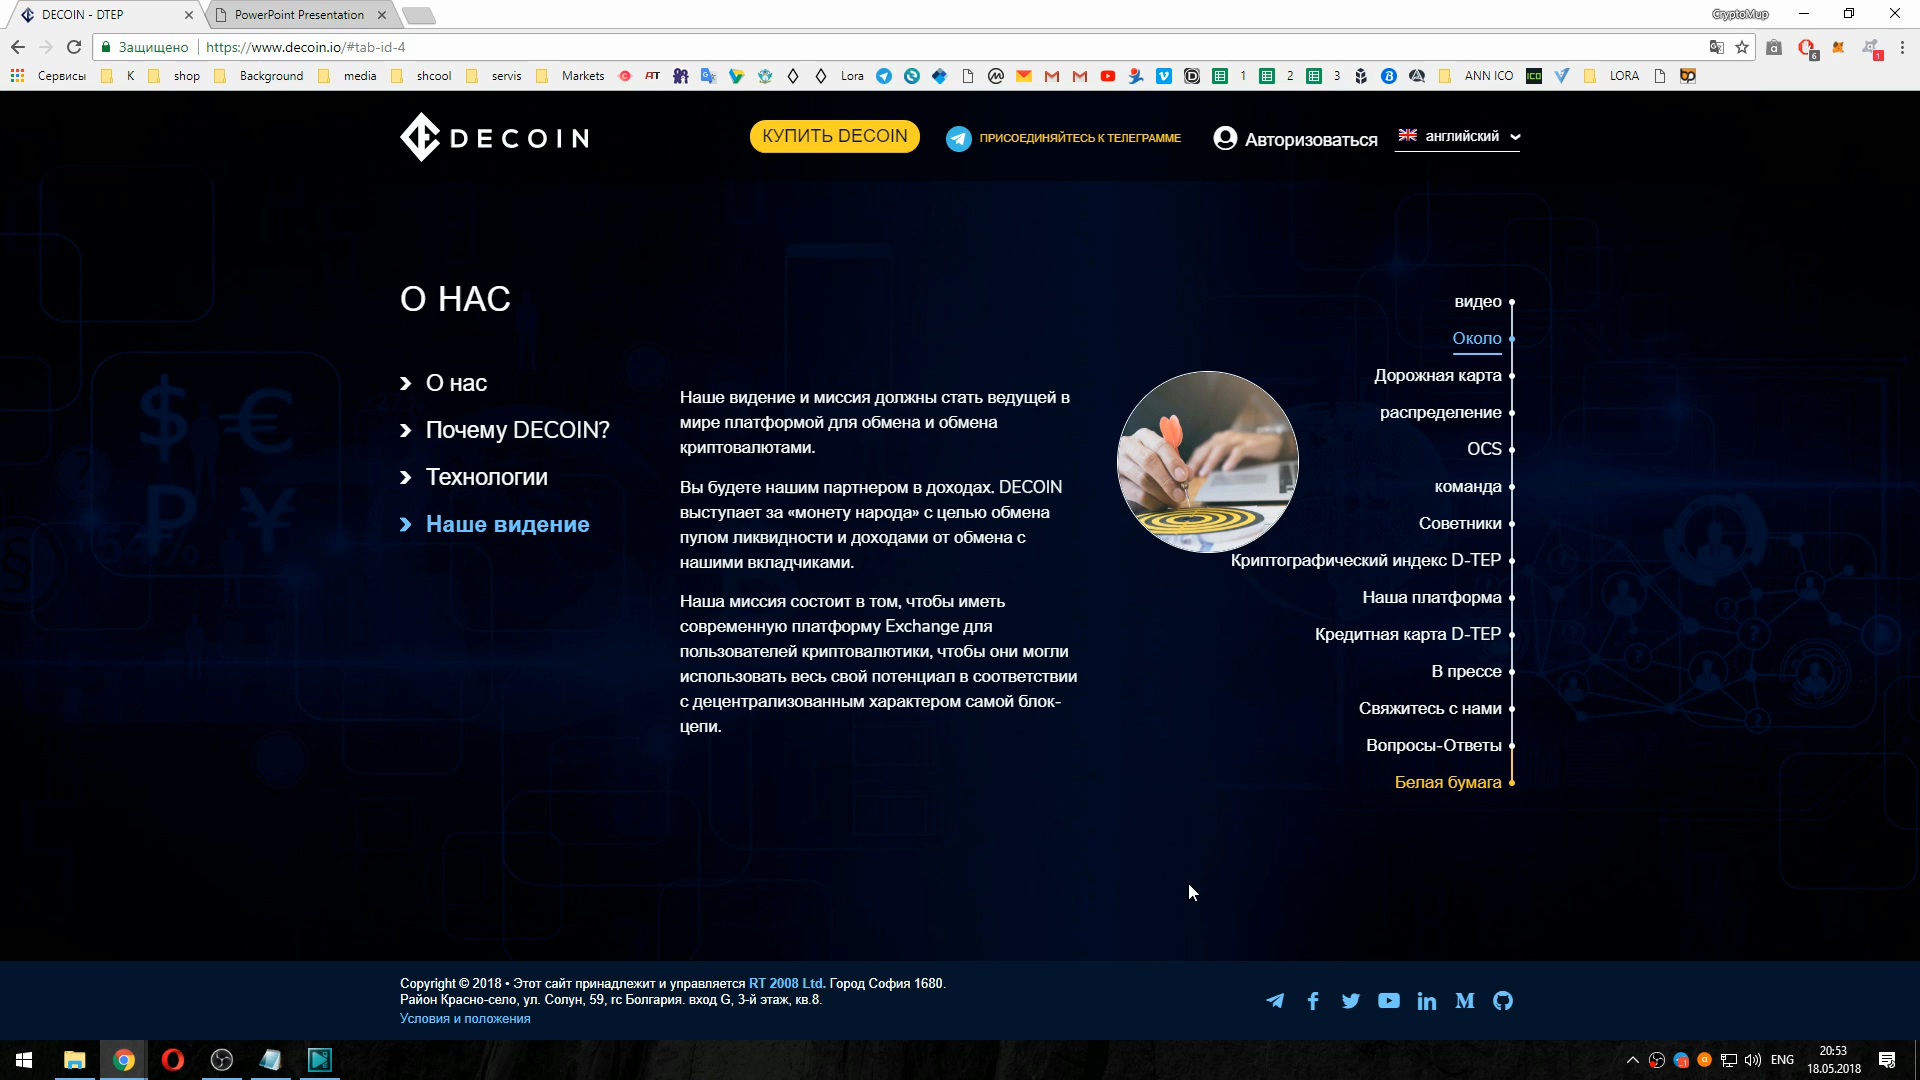 DECOIN - DTEP
PowerPoint Presentation
CryptoMup
Защищено
https://www.decoin.io/#tab-id-4
Сервисы K shop Background media shcool servis Markets Lora 1 2 3 ANN ICO LORA
DECOIN
КУПИТЬ DECOIN
ПРИСОЕДИНЯЙТЕСЬ К ТЕЛЕГРАММЕ
Авторизоваться
английский
О НАС
О нас
Почему DECOIN?
Технологии
Наше видение
Наше видение и миссия должны стать ведущей в
мире платформой для обмена и обмена
криптовалютами.
Вы будете нашим партнером в доходах. DECOIN
выступает за «монету народа» с целью обмена
пулом ликвидности и доходами от обмена с
нашими вкладчиками.
Наша миссия состоит в том, чтобы иметь
современную платформу Exchange для
пользователей криптовалютики, чтобы они могли
использовать весь свой потенциал в соответствии
с децентрализованным характером самой блок-
цепи.
видео
Около
Дорожная карта
распределение
OCS
команда
Советники
Криптографический индекс D-TEP
Наша платформа
Кредитная карта D-TEP
В прессе
Свяжитесь с нами
Вопросы-Ответы
Белая бумага
Copyright © 2018 • Этот сайт принадлежит и управляется RT 2008 Ltd. Город София 1680.
Район Красно-село, ул. Солун, 59, гс Болгария. вход G, 3-й этаж, кв.8.
Условия и положения
ENG
20:53
18.05.2018